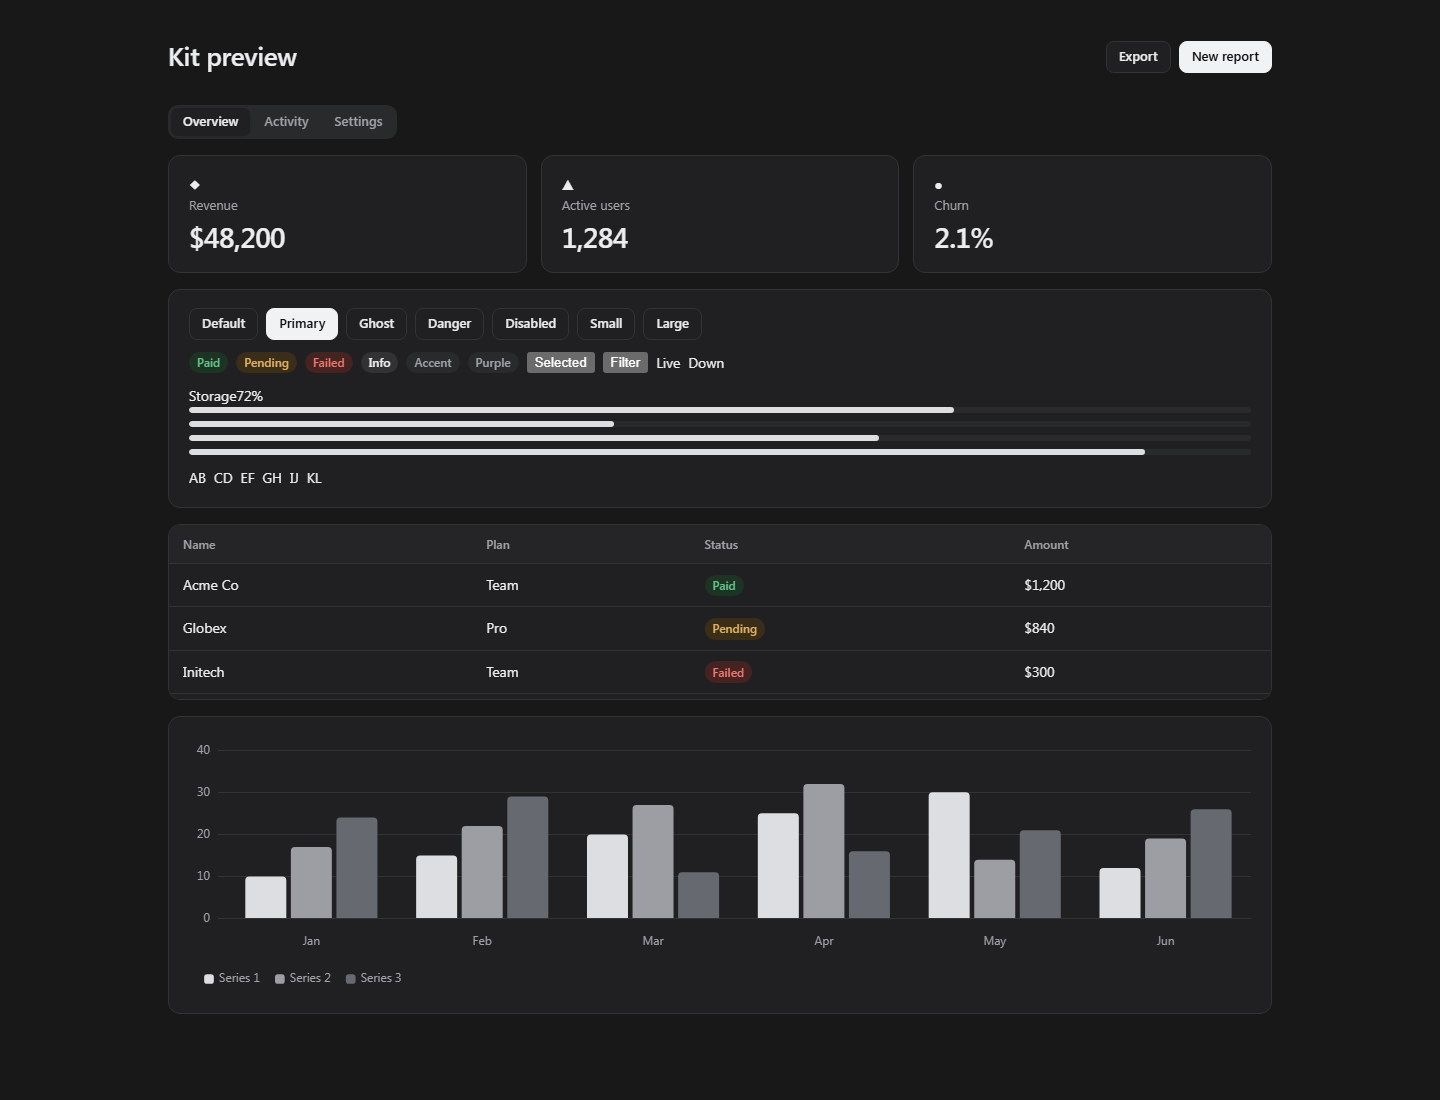 Kit preview
Export New report
Overview Activity Settings
Revenue
$48,200
Active users
1,284
Churn
2.1%
Default Primary Ghost Danger Disabled Small Large
Paid Pending Failed Info Accent Purple Selected Filter Live Down
Storage72%
AB CD EF GH IJ KL
Name Plan Status Amount
Acme Co Team Paid $1,200
Globex Pro Pending $840
Initech Team Failed $300
40
30
20
10
0
Jan Feb Mar Apr May Jun
Series 1 Series 2 Series 3